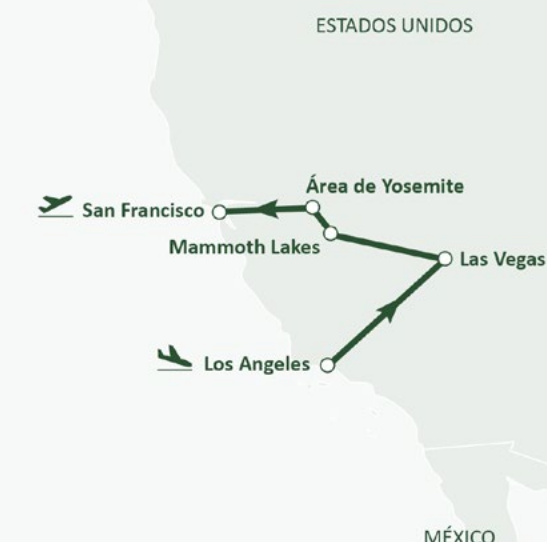 ESTADOS UNIDOS
Área de Yosemite
San Francisco
Mammoth Lakes
Las Vegas
Los Angeles
MÉXICO